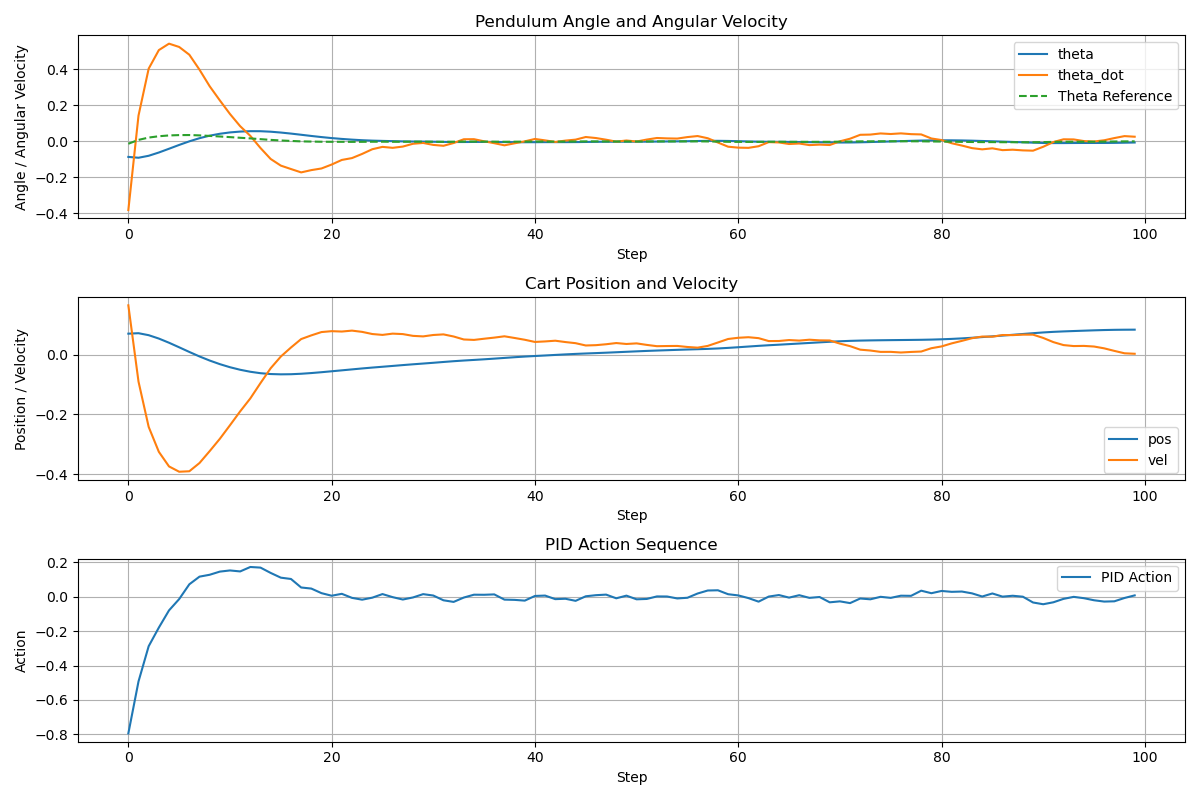 Pendulum Angle and Angular Velocity
Angle / Angular Velocity
0.4
0.2
0.0
−0.2
−0.4
theta
theta_dot
Theta Reference
0 20 40 60 80 100
Step
Cart Position and Velocity
Position / Velocity
0.0
−0.2
−0.4
pos
vel
0 20 40 60 80 100
Step
PID Action Sequence
Action
0.2
0.0
−0.2
−0.4
−0.6
−0.8
PID Action
0 20 40 60 80 100
Step